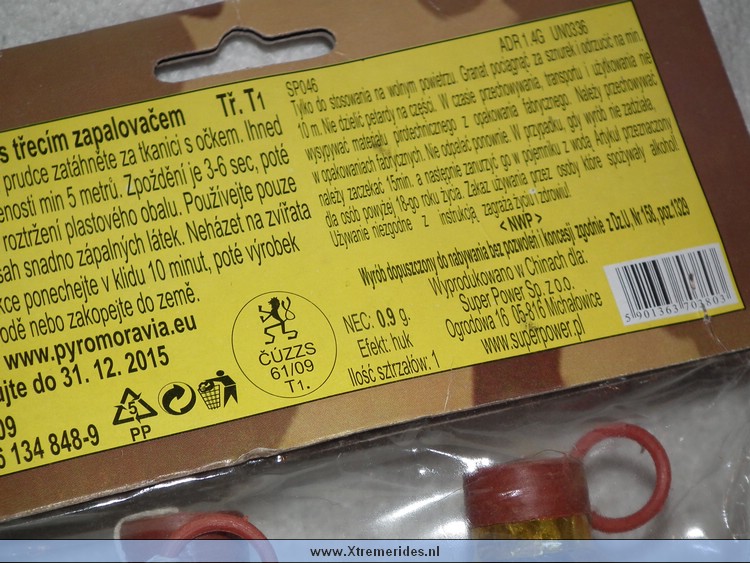 s třecím zapalovačem Tř. T1
prudce zatáhněte za tkanici s očkem. Ihned
enosti min 5 metrů. Zpoždění je 3-6 sec, poté
roztržení plastového obalu. Používejte pouze
sah snadno zápalných látek. Neházet na zvířata
kce ponechejte v klidu 10 minut, poté výrobek
odě nebo zakopejte do země.
www.pyromoravia.eu
ujte do 31. 12. 2015
09
6 134 848-9
5
PP
ČÚZZS
61/09
T1.
SP046 ADR 1.4G UN0336
Tylko do stosowania na wolnym powietrzu. Granat pociągnąć za sznurek i odrzucić na min.
10 m. Nie dzielić petardy na części. W czasie przechowywania, transportu i użytkowania nie
wysypywać materiału pirotechnicznego z opakowania fabrycznego. Należy przechowywać
w opakowaniach fabrycznych. Nie odpalać ponownie. W przypadku, gdy wyrób nie zadziała,
należy zaczekać 15min. a następnie zanurzyć go w pojemniku z wodą. Artykuł przeznaczony
dla osób powyżej 18-go roku życia. Zakaz używania przez osoby które spożywały alkohol.
Używanie niezgodne z instrukcją, zagraża życiu i zdrowiu!
<NWP>
Wyrób dopuszczony do nabywania bez pozwoleń i koncesji zgodnie z Dz.U, Nr 158, poz.1329
Wyprodukowano w Chinach dla:
Super Power Sp. z o.o.
Ogrodowa 16 05-816 Michałowice
www.superpower.pl
NEC: 0.9 g.
Efekt: huk
Ilość sztrzałów: 1
5 901363 703803
www.Xtremerides.nl